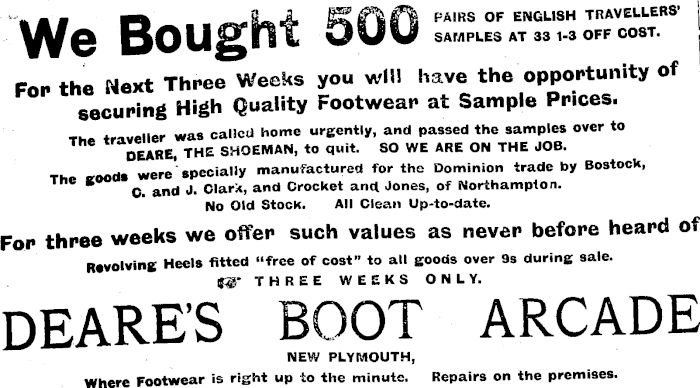 We Bought 500 PAIRS OF ENGLISH TRAVELLERS'
SAMPLES AT 33 1-3 OFF COST.
For the Next Three Weeks you will have the opportunity of
securing High Quality Footwear at Sample Prices.
The traveller was called home urgently, and passed the samples over to
DEARE, THE SHOEMAN, to quit. SO WE ARE ON THE JOB.
The goods were specially manufactured for the Dominion trade by Bostock,
C. and J. Clark, and Crocket and Jones, of Northampton.
No Old Stock. All Clean Up-to-date.
For three weeks we offer such values as never before heard of
Revolving Heels fitted "free of cost" to all goods over 9s during sale.
☞ THREE WEEKS ONLY.
DEARE'S BOOT ARCADE
NEW PLYMOUTH,
Where Footwear is right up to the minute. Repairs on the premises.